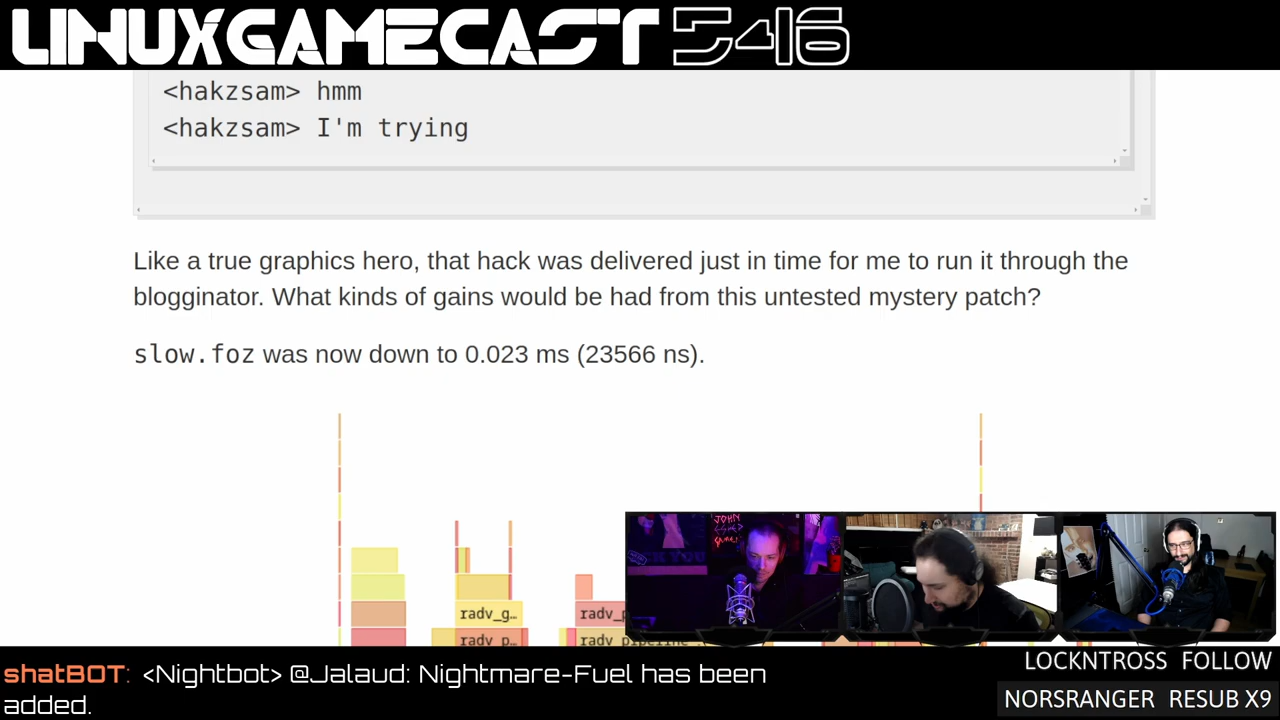 LINUXGAMECAST 546
<hakzsam> hmm
<hakzsam> I'm trying
Like a true graphics hero, that hack was delivered just in time for me to run it through the
blogginator. What kinds of gains would be had from this untested mystery patch?
slow.foz was now down to 0.023 ms (23566 ns).
radv_g…
radv_p…
radv_p
radv_pipeline
JOHN
shatBOT: <Nightbot> @Jalaud: Nightmare-Fuel has been
added.
LOCKNTROSS FOLLOW
NORSRANGER RESUB X9